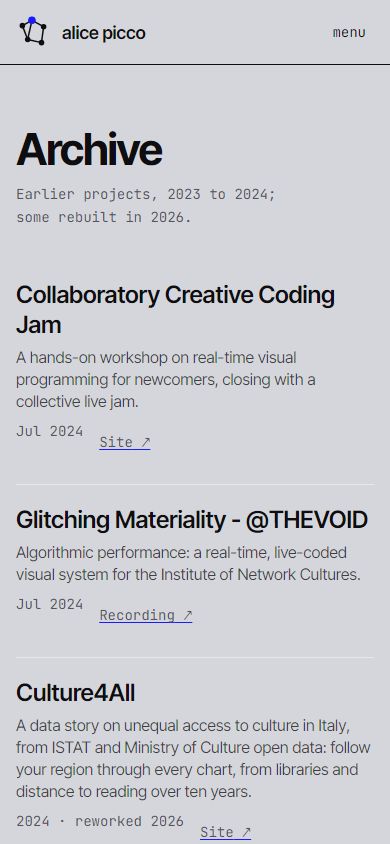 alice picco
menu
Archive
Earlier projects, 2023 to 2024;
some rebuilt in 2026.
Collaboratory Creative Coding
Jam
A hands-on workshop on real-time visual
programming for newcomers, closing with a
collective live jam.
Jul 2024
Site ↗
Glitching Materiality - @THEVOID
Algorithmic performance: a real-time, live-coded
visual system for the Institute of Network Cultures.
Jul 2024
Recording ↗
Culture4All
A data story on unequal access to culture in Italy,
from ISTAT and Ministry of Culture open data: follow
your region through every chart, from libraries and
distance to reading over ten years.
2024 · reworked 2026
Site ↗